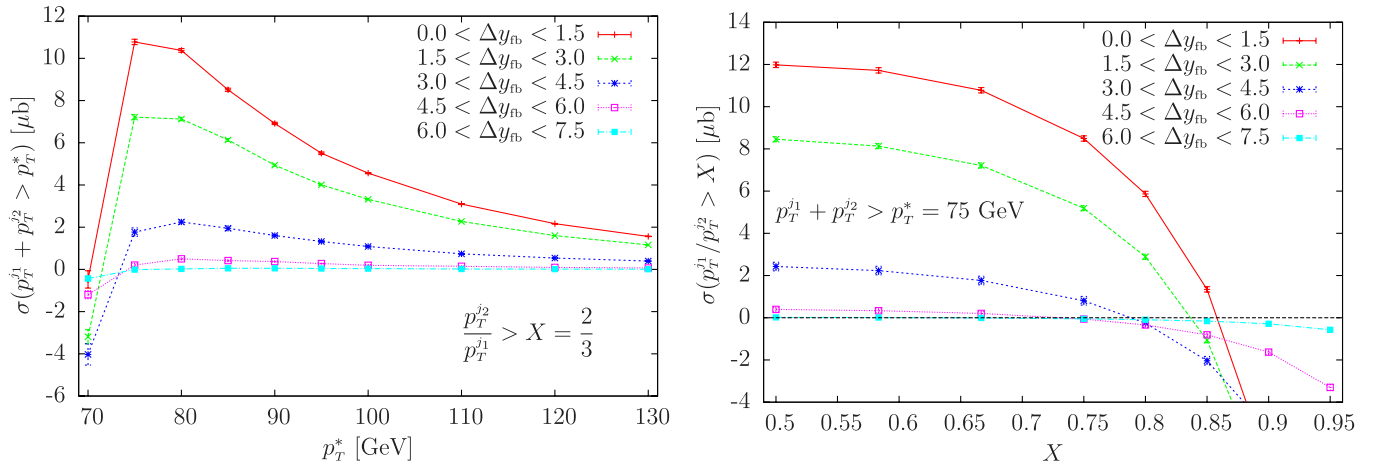 σ(p_T^{j1} + p_T^{j2} > p_T^*) [μb]
12
10
8
6
4
2
0
-2
-4
-6
0.0 < Δy_fb < 1.5
1.5 < Δy_fb < 3.0
3.0 < Δy_fb < 4.5
4.5 < Δy_fb < 6.0
6.0 < Δy_fb < 7.5
p_T^{j2} / p_T^{j1} > X = 2/3
70 80 90 100 110 120 130
p_T^* [GeV]
σ(p_T^{j1}/p_T^{j2} > X) [μb]
14
12
10
8
6
4
2
0
-2
-4
0.0 < Δy_fb < 1.5
1.5 < Δy_fb < 3.0
3.0 < Δy_fb < 4.5
4.5 < Δy_fb < 6.0
6.0 < Δy_fb < 7.5
p_T^{j1} + p_T^{j2} > p_T^* = 75 GeV
0.5 0.55 0.6 0.65 0.7 0.75 0.8 0.85 0.9 0.95
X